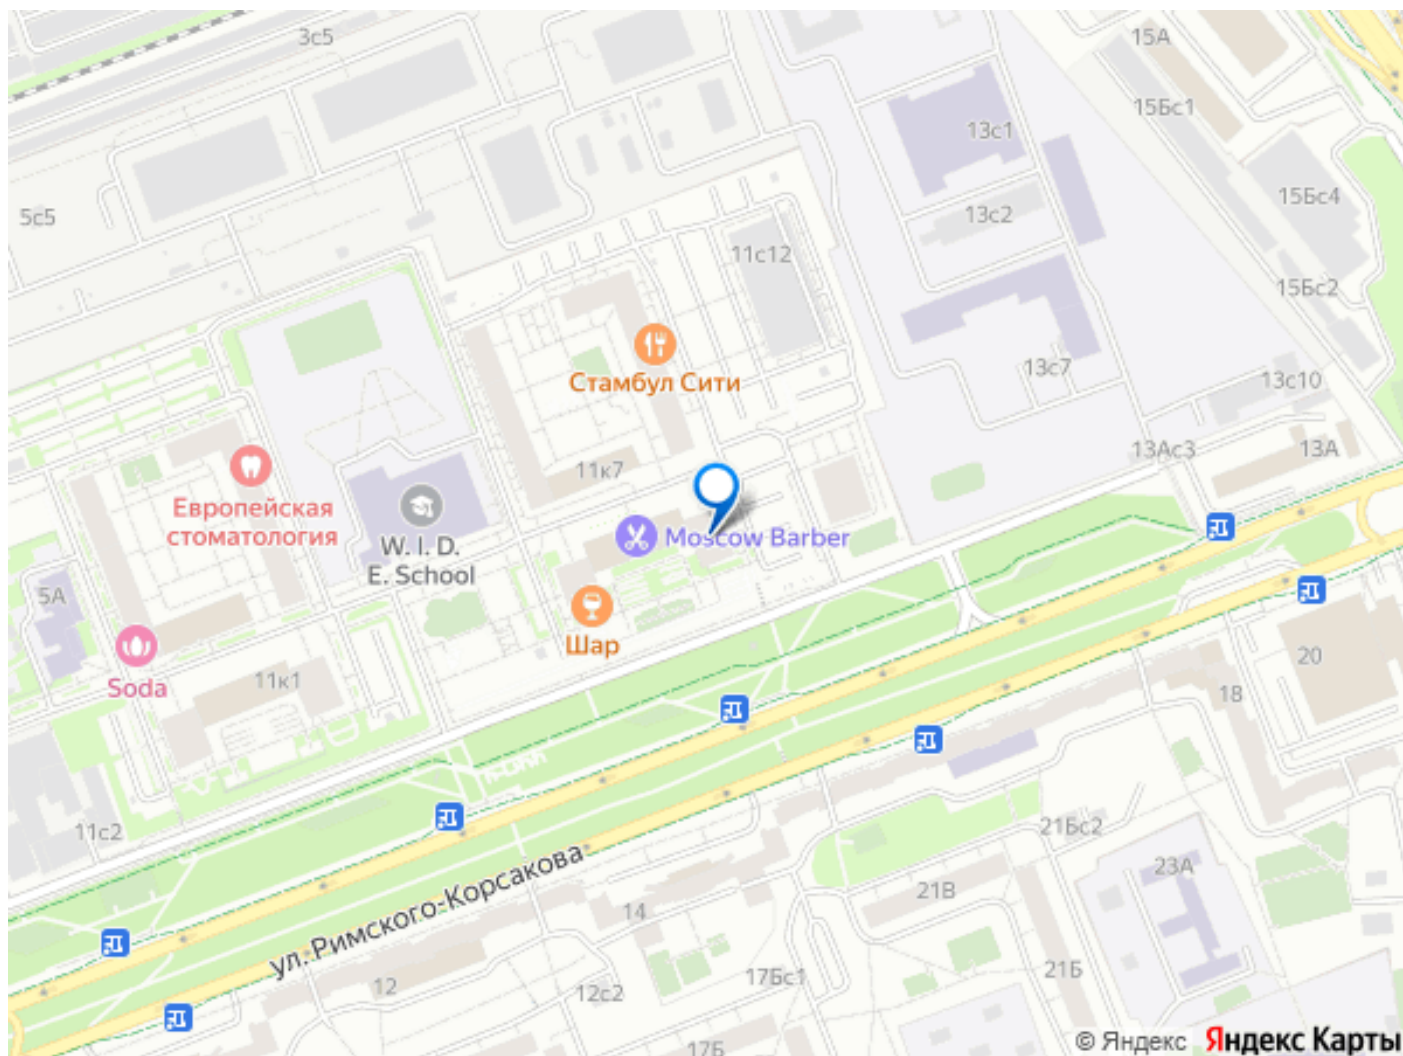 3с5
15А
15Бс1
13с1
15Бс4
5с5
13с2
11с12
15Бс2
Стамбул Сити
13с7
13с10
11к7
13Ас3
13А
Европейская
стоматология
W. I. D.
E. School
Moscow Barber
5А
Шар
20
Soda
11к1
18
11с2
21Бс2
ул. Римского-Корсакова
23А
21В
14
12
12с2
17Бс1
21Б
17Б
© Яндекс Яндекс Карты